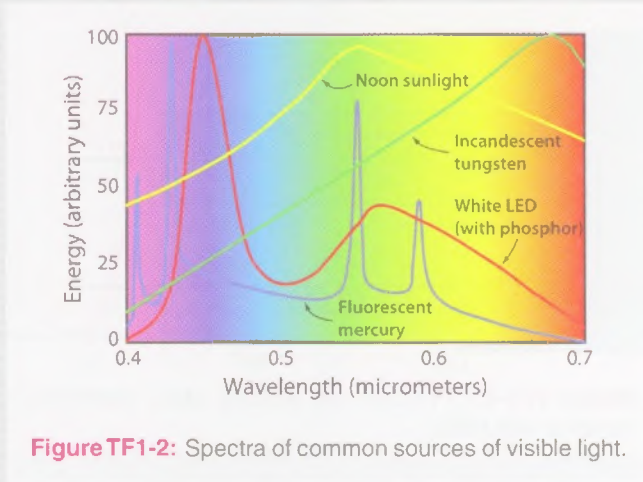 100
75
50
25
0
Energy (arbitrary units)
Noon sunlight
Incandescent
tungsten
White LED
(with phosphor)
Fluorescent
mercury
0.4
0.5
0.6
0.7
Wavelength (micrometers)
Figure TF1-2: Spectra of common sources of visible light.